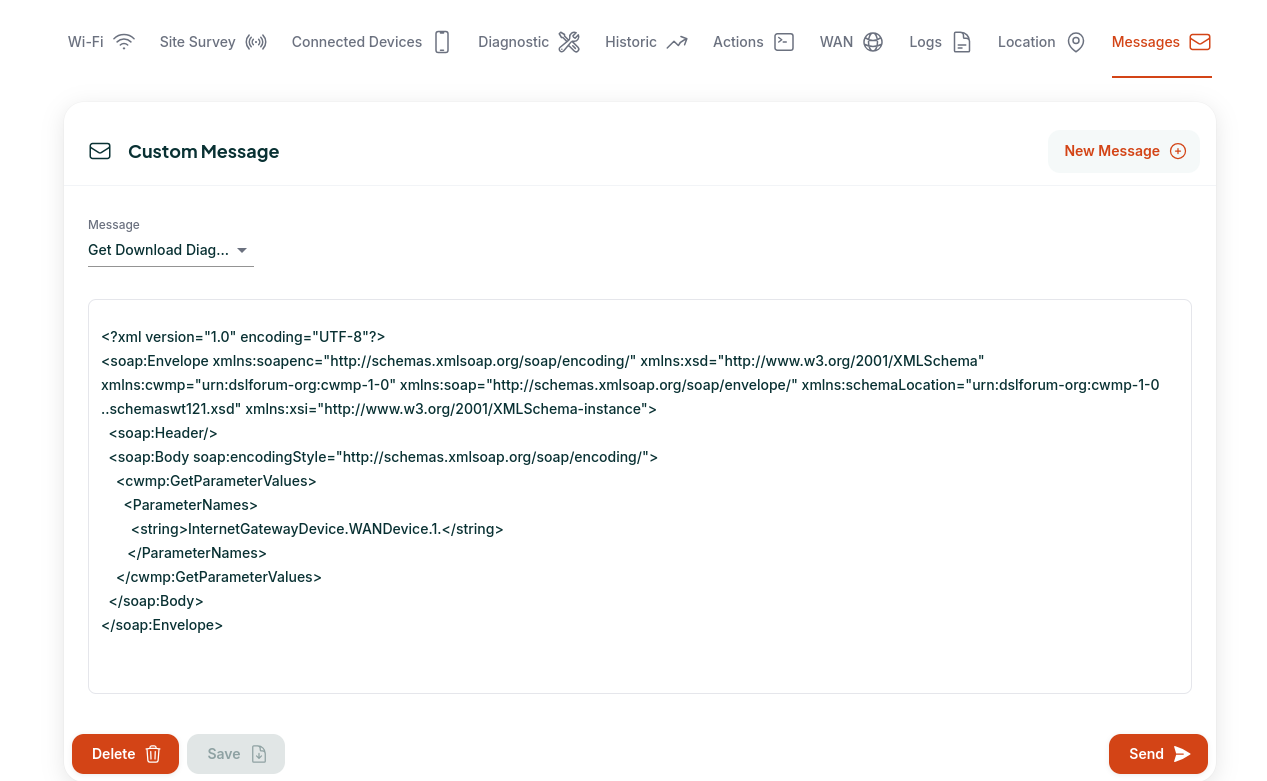 Wi-Fi Site Survey Connected Devices Diagnostic Historic Actions WAN Logs Location Messages
Custom Message
New Message
Message
Get Download Diag...
<?xml version="1.0" encoding="UTF-8"?>
<soap:Envelope xmlns:soapenc="http://schemas.xmlsoap.org/soap/encoding/" xmlns:xsd="http://www.w3.org/2001/XMLSchema"
xmlns:cwmp="urn:dslforum-org:cwmp-1-0" xmlns:soap="http://schemas.xmlsoap.org/soap/envelope/" xmlns:schemaLocation="urn:dslforum-org:cwmp-1-0
..schemaswt121.xsd" xmlns:xsi="http://www.w3.org/2001/XMLSchema-instance">
<soap:Header/>
<soap:Body soap:encodingStyle="http://schemas.xmlsoap.org/soap/encoding/">
<cwmp:GetParameterValues>
<ParameterNames>
<string>InternetGatewayDevice.WANDevice.1.</string>
</ParameterNames>
</cwmp:GetParameterValues>
</soap:Body>
</soap:Envelope>
Delete Save Send